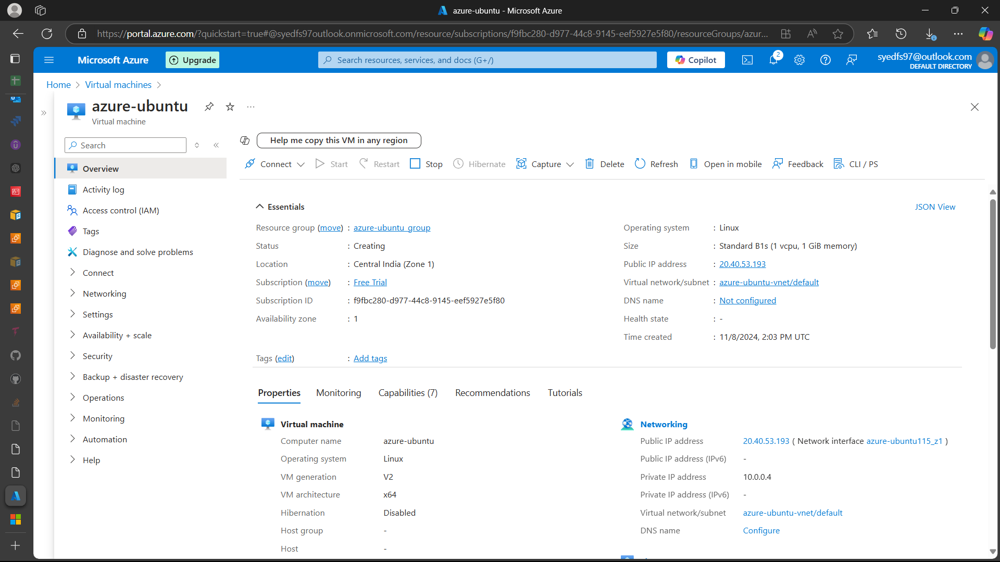 azure-ubuntu - Microsoft Azure
https://portal.azure.com/?quickstart=true#@syedfs97outlook.onmicrosoft.com/resource/subscriptions/f9fbc280-d977-44c8-9145-eef5927e5f80/resourceGroups/azur...
Microsoft Azure
Upgrade
Search resources, services, and docs (G+/)
Copilot
2
syedfs97@outlook.com
DEFAULT DIRECTORY
Home > Virtual machines >
azure-ubuntu
Virtual machine
Search
Overview
Activity log
Access control (IAM)
Tags
Diagnose and solve problems
Connect
Networking
Settings
Availability + scale
Security
Backup + disaster recovery
Operations
Monitoring
Automation
Help
Help me copy this VM in any region
Connect Start Restart Stop Hibernate Capture Delete Refresh Open in mobile Feedback CLI / PS
Essentials
JSON View
Resource group (move) : azure-ubuntu_group
Status : Creating
Location : Central India (Zone 1)
Subscription (move) : Free Trial
Subscription ID : f9fbc280-d977-44c8-9145-eef5927e5f80
Availability zone : 1
Operating system : Linux
Size : Standard B1s (1 vcpu, 1 GiB memory)
Public IP address : 20.40.53.193
Virtual network/subnet : azure-ubuntu-vnet/default
DNS name : Not configured
Health state : -
Time created : 11/8/2024, 2:03 PM UTC
Tags (edit) : Add tags
Properties Monitoring Capabilities (7) Recommendations Tutorials
Virtual machine
Computer name azure-ubuntu
Operating system Linux
VM generation V2
VM architecture x64
Hibernation Disabled
Host group -
Host -
Networking
Public IP address 20.40.53.193 ( Network interface azure-ubuntu115_z1 )
Public IP address (IPv6) -
Private IP address 10.0.0.4
Private IP address (IPv6) -
Virtual network/subnet azure-ubuntu-vnet/default
DNS name Configure